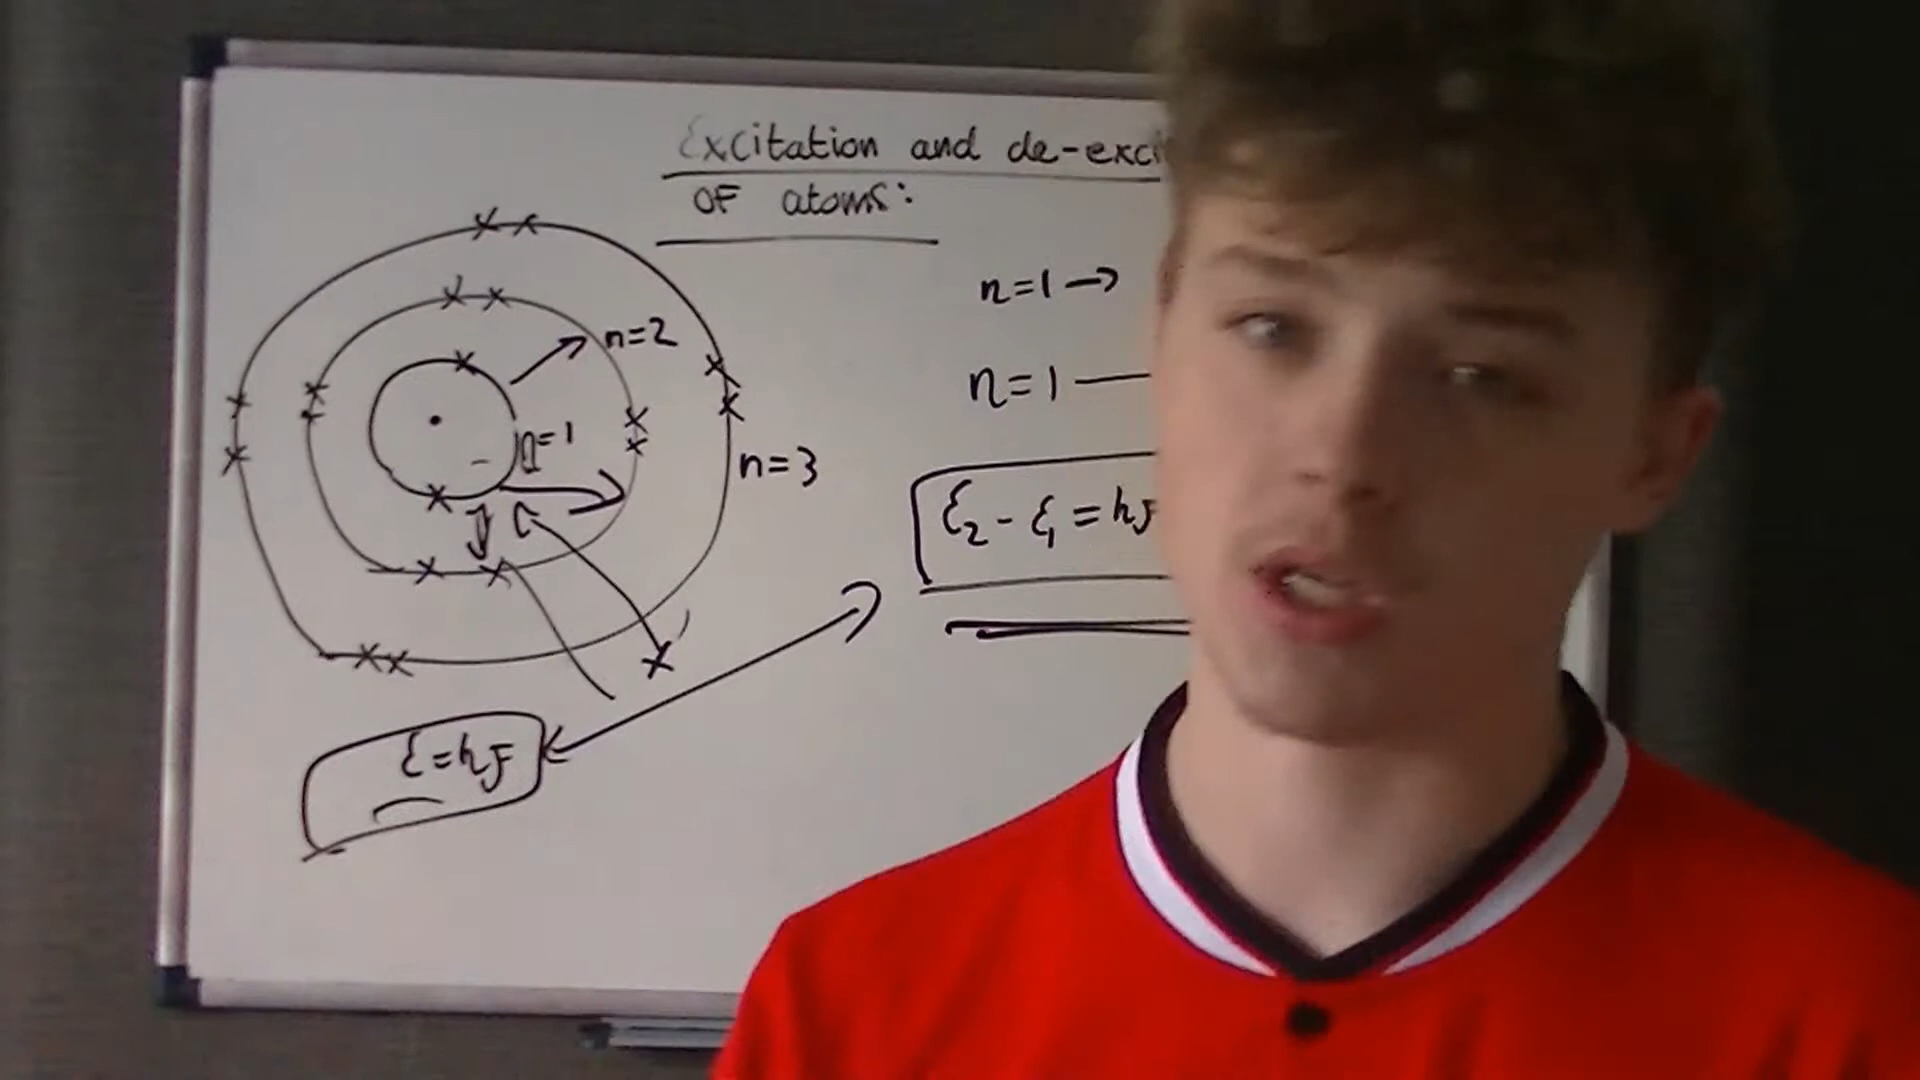 Excitation and de-exci
of atoms:
n=2
n=1 →
n=1
n=1
n=3
E₂ - E₁ = hf
E = hf